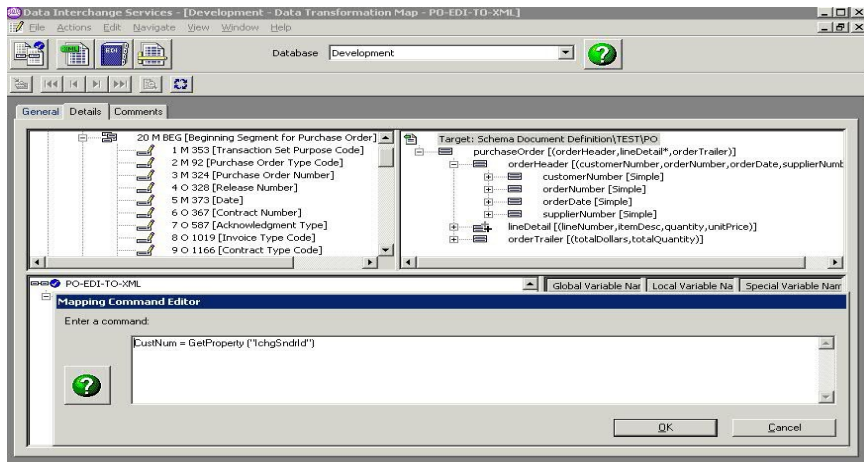 Data Interchange Services - [Development - Data Transformation Map - PO-EDI-TO-XML]
File Actions Edit Navigate View Window Help
EDI
Database Development
General Details Comments
20 M BEG [Beginning Segment for Purchase Order]
1 M 353 [Transaction Set Purpose Code]
2 M 92 [Purchase Order Type Code]
3 M 324 [Purchase Order Number]
4 O 328 [Release Number]
5 M 373 [Date]
6 O 367 [Contract Number]
7 O 587 [Acknowledgment Type]
8 O 1019 [Invoice Type Code]
9 O 1166 [Contract Type Code]
Target: Schema Document Definition\TEST\PO
purchaseOrder [(orderHeader,lineDetail*,orderTrailer)]
orderHeader [(customerNumber,orderNumber,orderDate,supplierNumb
customerNumber [Simple]
orderNumber [Simple]
orderDate [Simple]
supplierNumber [Simple]
lineDetail [(lineNumber,itemDesc,quantity,unitPrice)]
orderTrailer [(totalDollars,totalQuantity)]
PO-EDI-TO-XML
Global Variable Nar Local Variable Na Special Variable Nam
Mapping Command Editor
Enter a command:
CustNum = GetProperty ("IchgSndrId")
OK Cancel